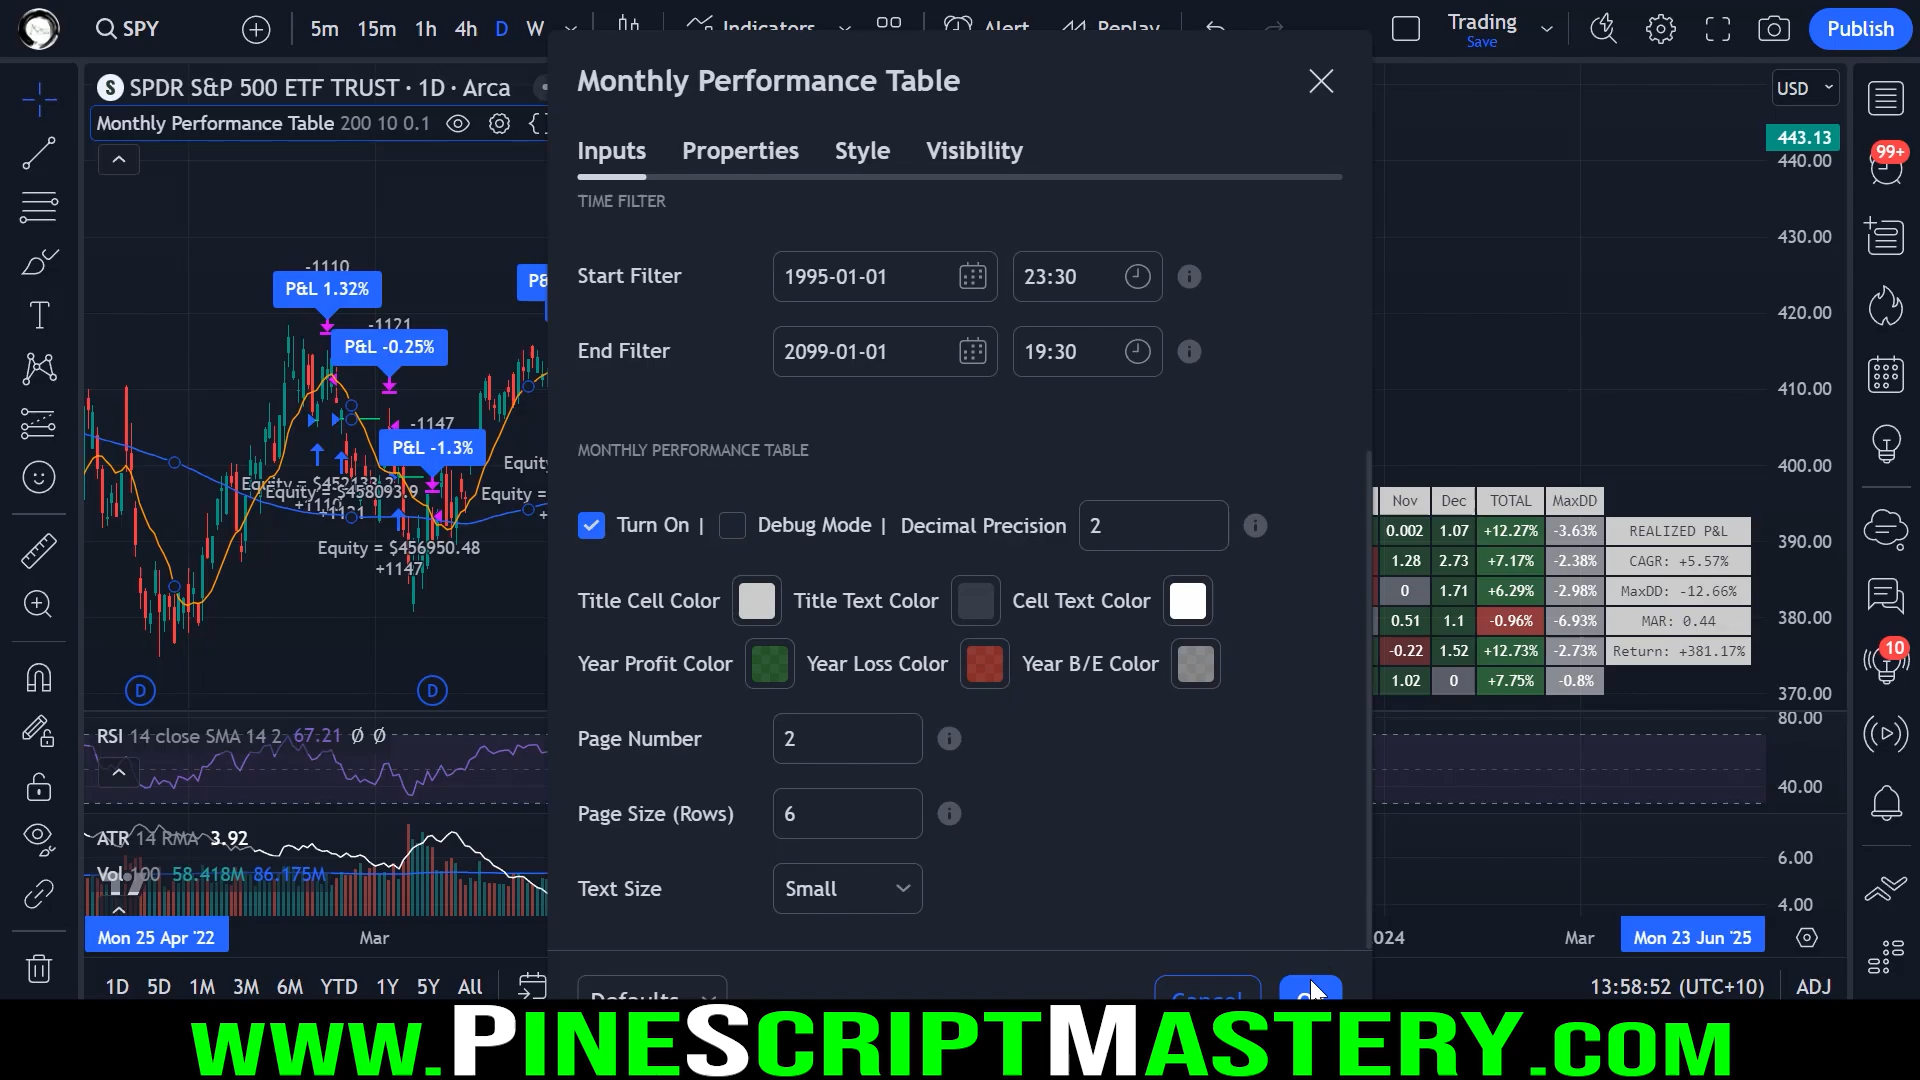 SPY
5m 15m 1h 4h D W
Indicators
Alert
Replay
Trading
Save
Publish
SPDR S&P 500 ETF TRUST · 1D · Arca
Monthly Performance Table 200 10 0.1
Monthly Performance Table
Inputs Properties Style Visibility
TIME FILTER
Start Filter 1995-01-01 23:30
End Filter 2099-01-01 19:30
MONTHLY PERFORMANCE TABLE
Turn On | Debug Mode | Decimal Precision 2
Title Cell Color Title Text Color Cell Text Color
Year Profit Color Year Loss Color Year B/E Color
Page Number 2
Page Size (Rows) 6
Text Size Small
Defaults Cancel
-1110
P&L 1.32%
-1121
P&L -0.25%
-1147
P&L -1.3%
Equity = $458093.9
Equity = $456950.48
+1147
Equity =
D D
RSI 14 close SMA 14 2 67.21 Ø Ø
ATR 14 RMA 3.92
Vol 100 58.418M 86.175M
Mon 25 Apr '22 Mar
1D 5D 1M 3M 6M YTD 1Y 5Y All
USD
443.13
440.00
430.00
420.00
410.00
400.00
390.00
380.00
370.00
80.00
40.00
6.00
4.00
Nov Dec TOTAL MaxDD
0.002 1.07 +12.27% -3.63% REALIZED P&L
1.28 2.73 +7.17% -2.38% CAGR: +5.57%
0 1.71 +6.29% -2.98% MaxDD: -12.66%
0.51 1.1 -0.96% -6.93% MAR: 0.44
-0.22 1.52 +12.73% -2.73% Return: +381.17%
1.02 0 +7.75% -0.8%
024 Mar Mon 23 Jun '25
13:58:52 (UTC+10) ADJ
99+
10
www.PineScriptMastery.com